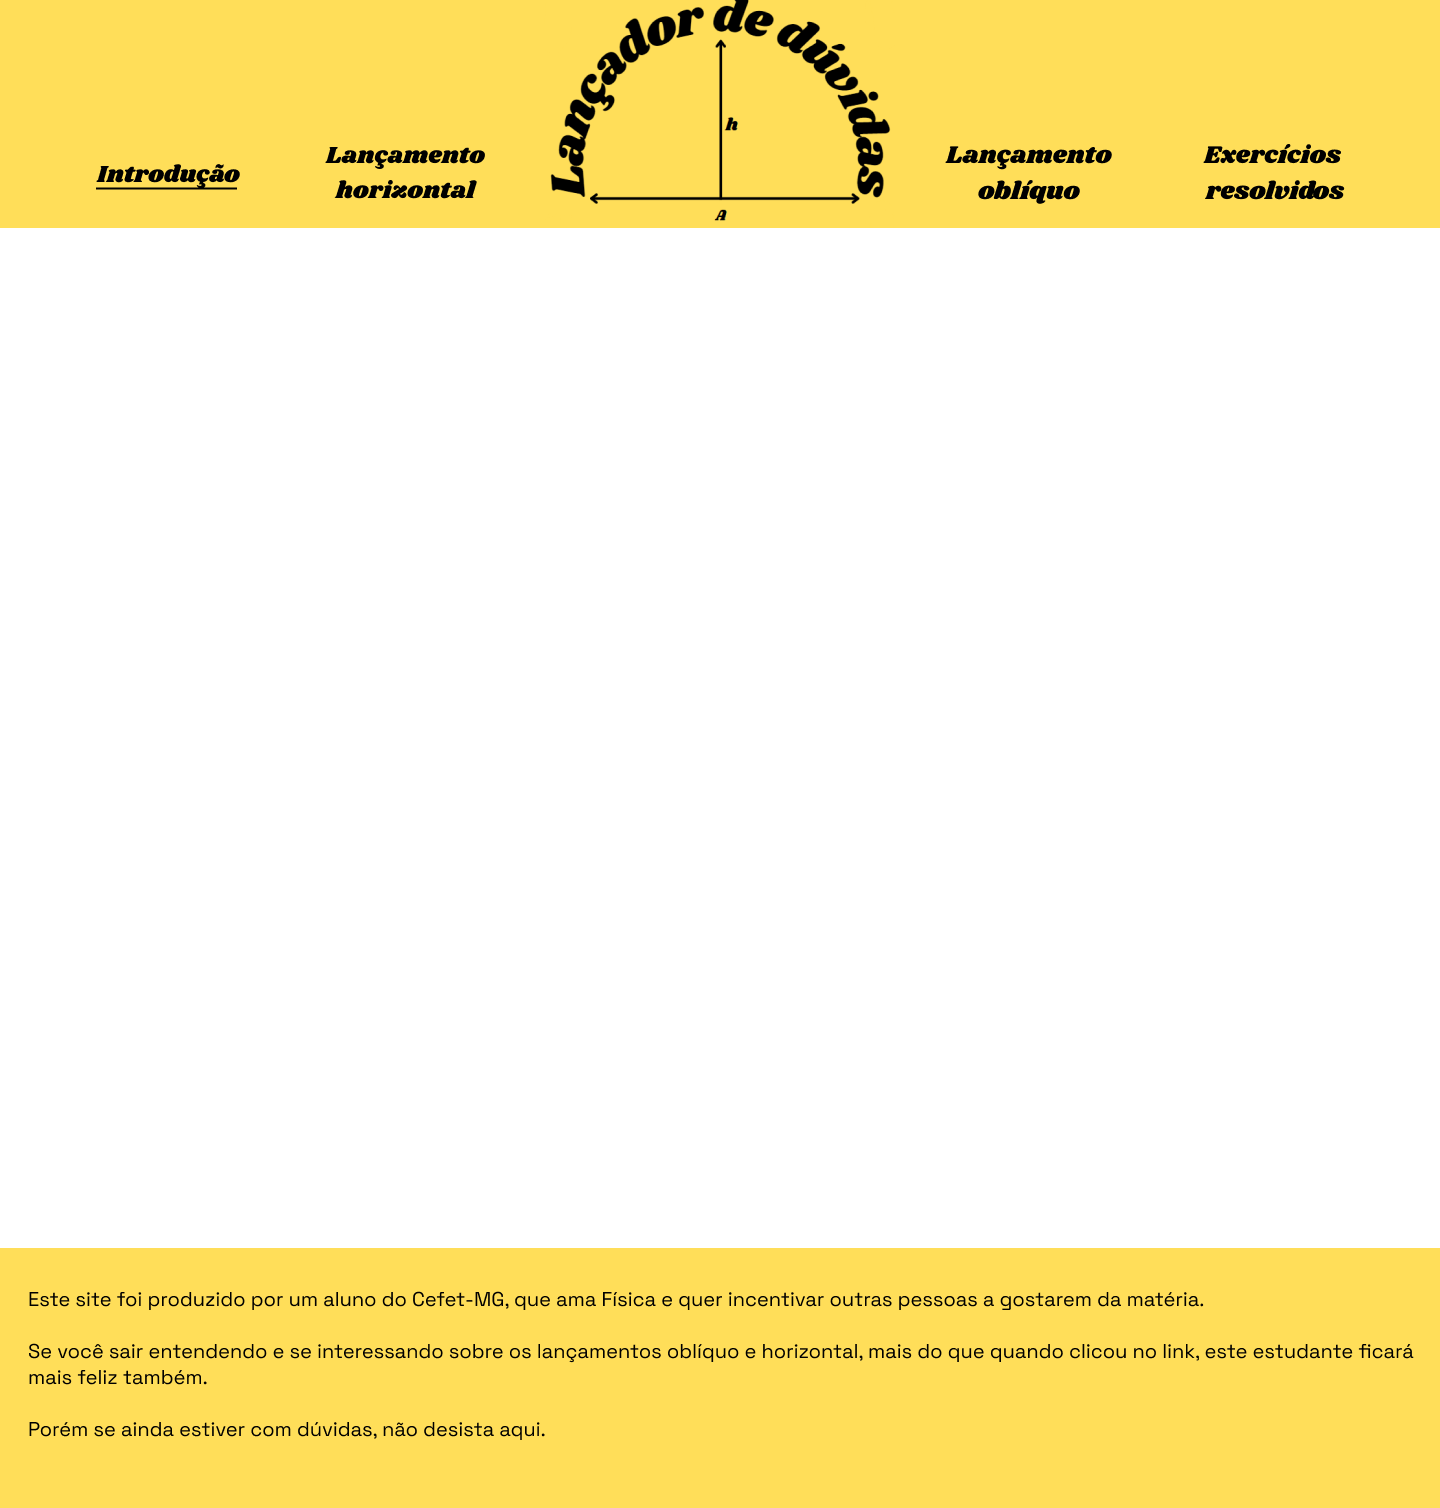 Lançador de dúvidas
h
A
Introdução
Lançamento
horizontal
Lançamento
oblíquo
Exercícios
resolvidos
Este site foi produzido por um aluno do Cefet-MG, que ama Física e quer incentivar outras pessoas a gostarem da matéria.
Se você sair entendendo e se interessando sobre os lançamentos oblíquo e horizontal, mais do que quando clicou no link, este estudante ficará
mais feliz também.
Porém se ainda estiver com dúvidas, não desista aqui.